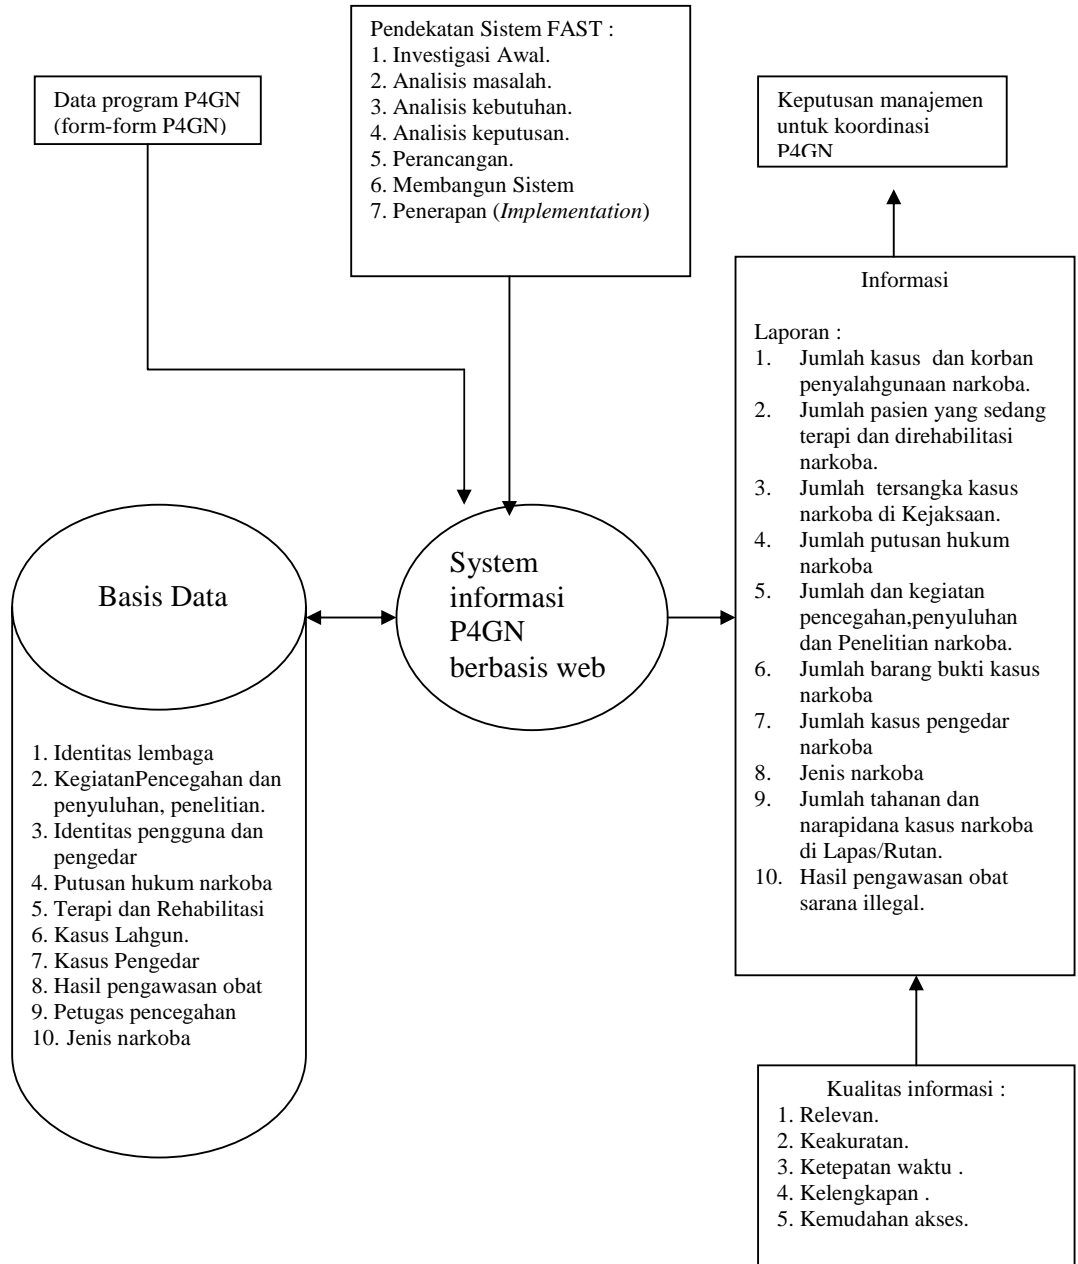 Pendekatan Sistem FAST :
1. Investigasi Awal.
2. Analisis masalah.
3. Analisis kebutuhan.
4. Analisis keputusan.
5. Perancangan.
6. Membangun Sistem
7. Penerapan (Implementation)
Data program P4GN
(form-form P4GN)
Keputusan manajemen
untuk koordinasi
P4GN
Informasi
Laporan :
1. Jumlah kasus dan korban
penyalahgunaan narkoba.
2. Jumlah pasien yang sedang
terapi dan direhabilitasi
narkoba.
3. Jumlah tersangka kasus
narkoba di Kejaksaan.
4. Jumlah putusan hukum
narkoba
5. Jumlah dan kegiatan
pencegahan,penyuluhan
dan Penelitian narkoba.
6. Jumlah barang bukti kasus
narkoba
7. Jumlah kasus pengedar
narkoba
8. Jenis narkoba
9. Jumlah tahanan dan
narapidana kasus narkoba
di Lapas/Rutan.
10. Hasil pengawasan obat
sarana illegal.
System
informasi
P4GN
berbasis web
Basis Data
1. Identitas lembaga
2. KegiatanPencegahan dan
penyuluhan, penelitian.
3. Identitas pengguna dan
pengedar
4. Putusan hukum narkoba
5. Terapi dan Rehabilitasi
6. Kasus Lahgun.
7. Kasus Pengedar
8. Hasil pengawasan obat
9. Petugas pencegahan
10. Jenis narkoba
Kualitas informasi :
1. Relevan.
2. Keakuratan.
3. Ketepatan waktu .
4. Kelengkapan .
5. Kemudahan akses.